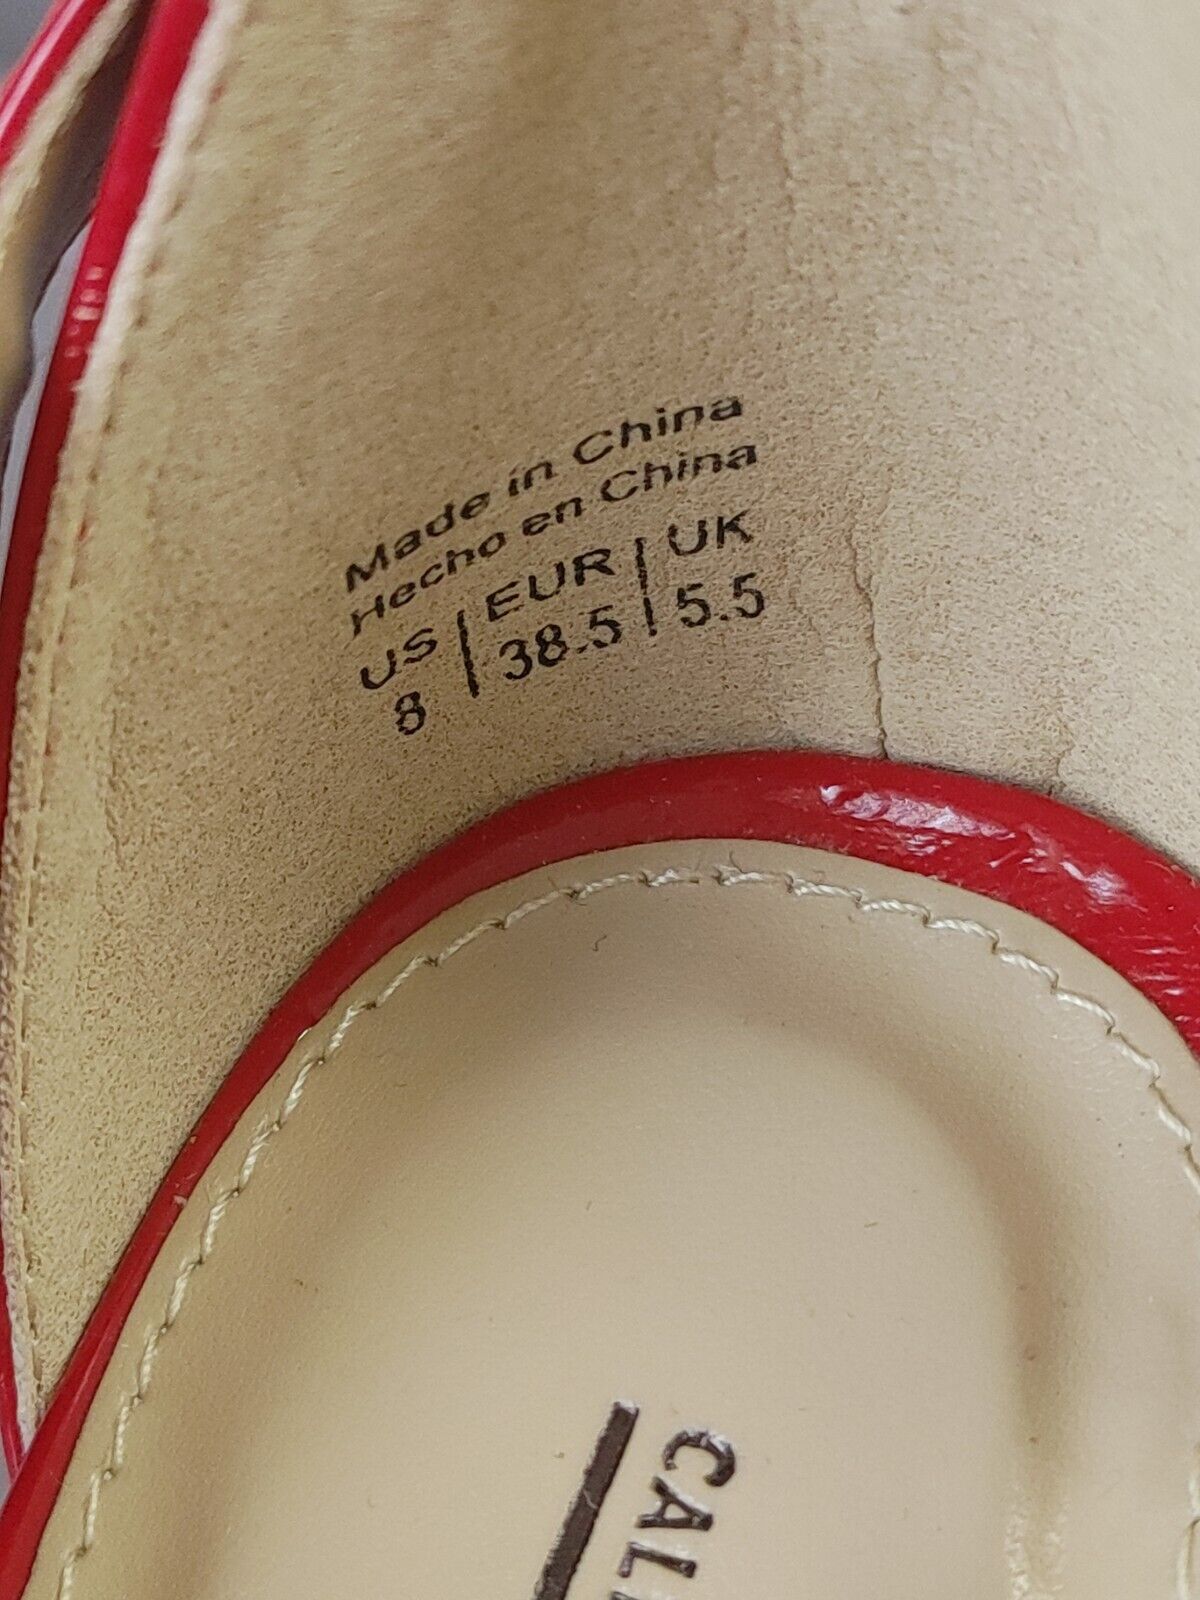 Made in China
Hecho en China
US | EUR | UK
8 | 38.5 | 5.5